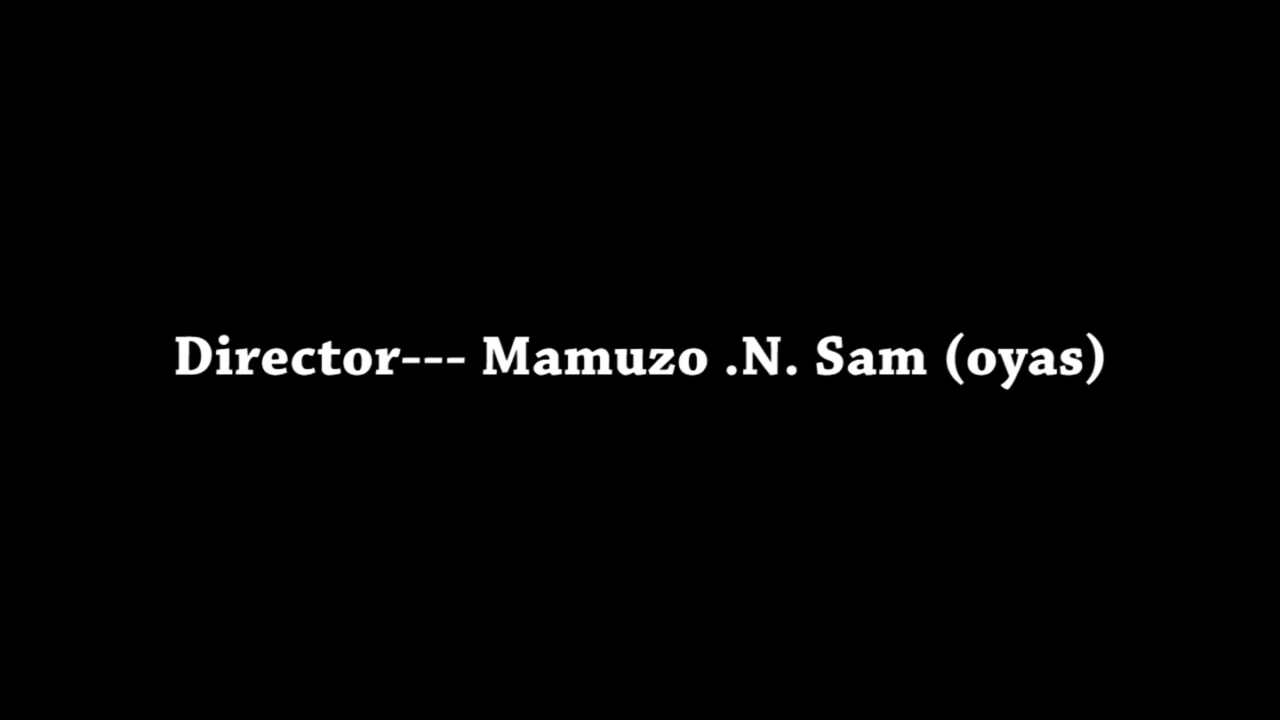 Director--- Mamuzo .N. Sam (oyas)